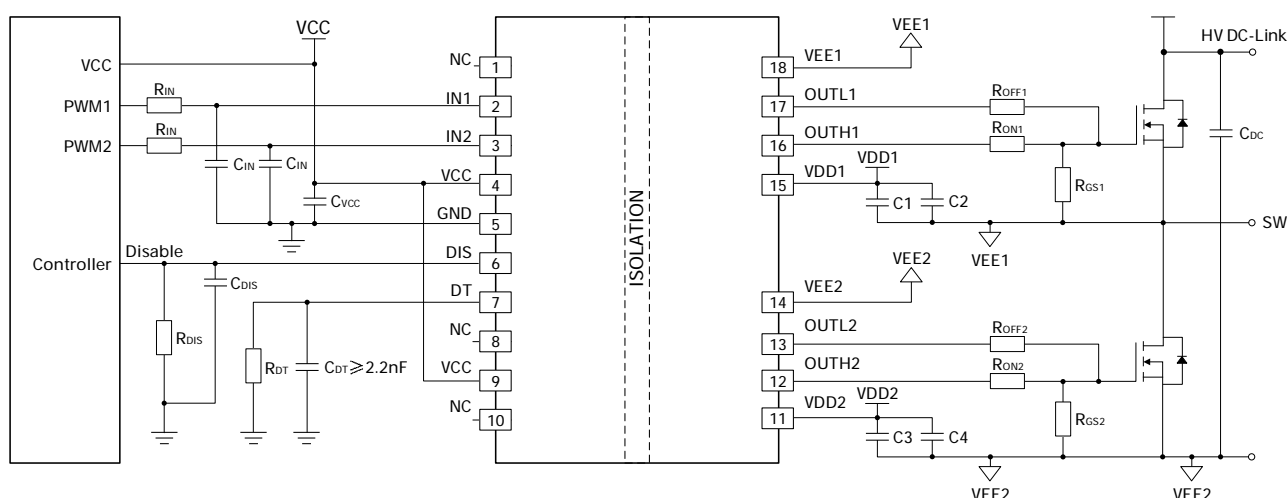 VCC
VEE1
HV DC-Link
VCC
PWM1
PWM2
RIN
RIN
CIN
CIN
CVCC
NC
1
IN1
2
IN2
3
VCC
4
GND
5
Controller
Disable
DIS
6
CDIS
RDIS
DT
7
RDT
CDT⩾2.2nF
NC
8
VCC
9
NC
10
ISOLATION
VEE1
18
OUTL1
17
ROFF1
OUTH1
16
RON1
VDD1
15
VDD1
C1
C2
RGS1
CDC
SW
VEE1
VEE2
VEE2
14
OUTL2
13
ROFF2
OUTH2
12
RON2
VDD2
11
VDD2
C3
C4
RGS2
VEE2
VEE2